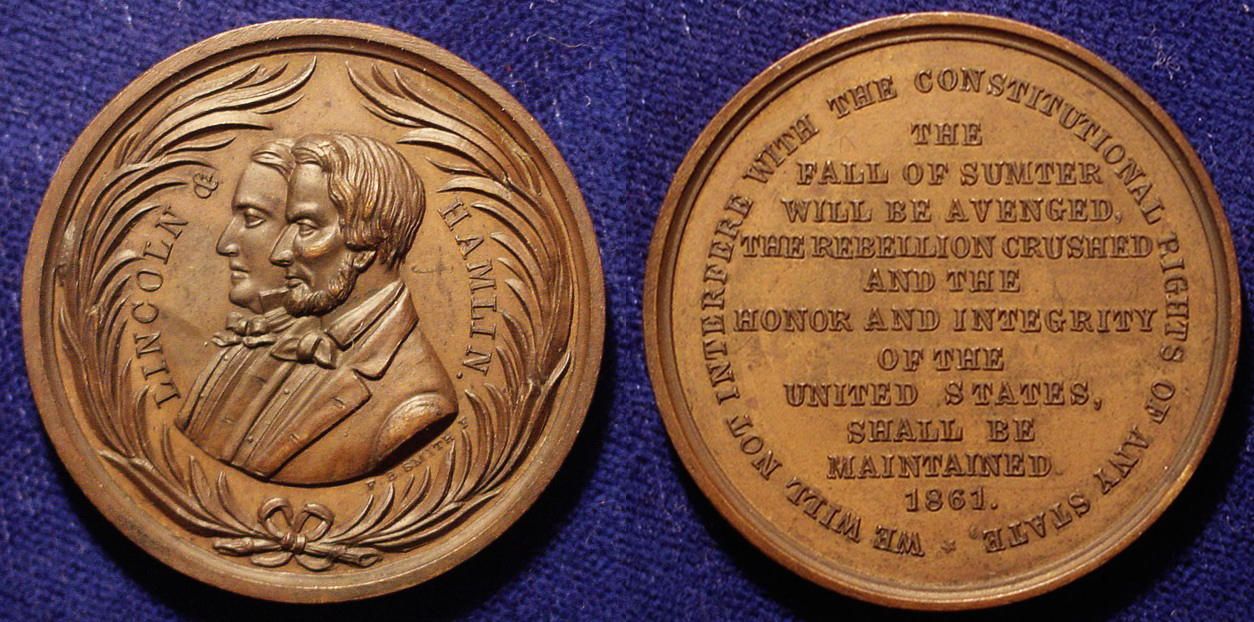 LINCOLN &
HAMLIN.
F. B. SMITH F
WE WILL NOT INTERFERE WITH THE CONSTITUTIONAL RIGHTS OF ANY STATE
THE
FALL OF SUMTER
WILL BE AVENGED,
THE REBELLION CRUSHED
AND THE
HONOR AND INTEGRITY
OF THE
UNITED STATES,
SHALL BE
MAINTAINED
1861.